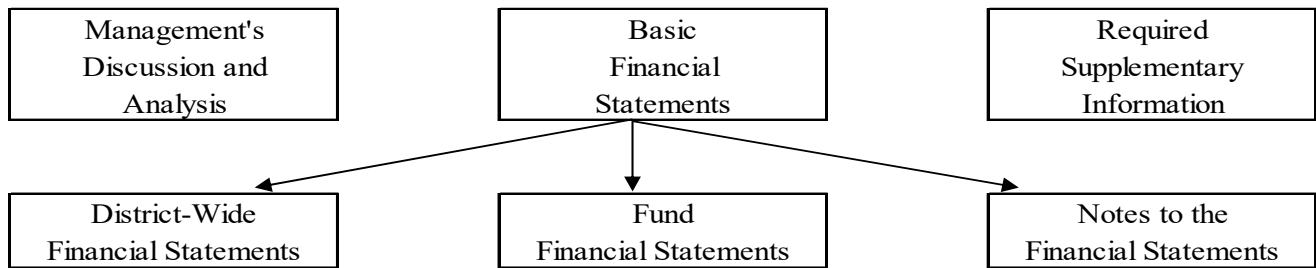 Management's
Discussion and
Analysis
Basic
Financial
Statements
Required
Supplementary
Information
District-Wide
Financial Statements
Fund
Financial Statements
Notes to the
Financial Statements